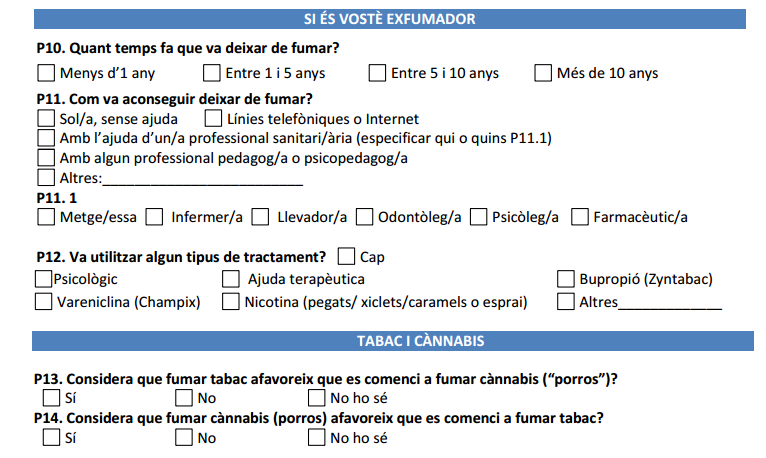 SI ÉS VOSTÈ EXFUMADOR
P10. Quant temps fa que va deixar de fumar?
Menys d'1 any Entre 1 i 5 anys Entre 5 i 10 anys Més de 10 anys
P11. Com va aconseguir deixar de fumar?
Sol/a, sense ajuda Línies telefòniques o Internet
Amb l'ajuda d'un/a professional sanitari/ària (especificar qui o quins P11.1)
Amb algun professional pedagog/a o psicopedagog/a
Altres:_________________________
P11. 1
Metge/essa Infermer/a Llevador/a Odontòleg/a Psicòleg/a Farmacèutic/a
P12. Va utilitzar algun tipus de tractament? Cap
Psicològic Ajuda terapèutica Bupropió (Zyntabac)
Vareniclina (Champix) Nicotina (pegats/ xiclets/caramels o esprai) Altres_____________
TABAC I CÀNNABIS
P13. Considera que fumar tabac afavoreix que es comenci a fumar cànnabis (“porros”)?
Sí No No ho sé
P14. Considera que fumar cànnabis (porros) afavoreix que es comenci a fumar tabac?
Sí No No ho sé